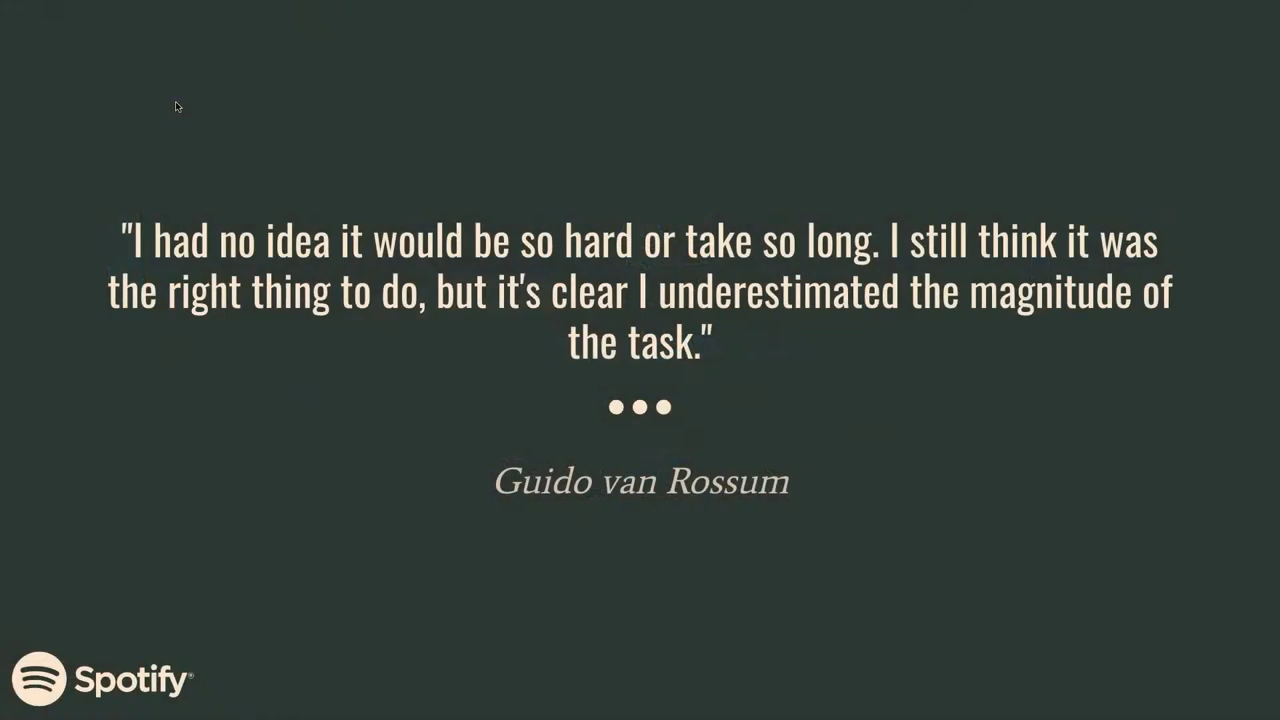 "I had no idea it would be so hard or take so long. I still think it was
the right thing to do, but it's clear I underestimated the magnitude of
the task."
Guido van Rossum
Spotify®